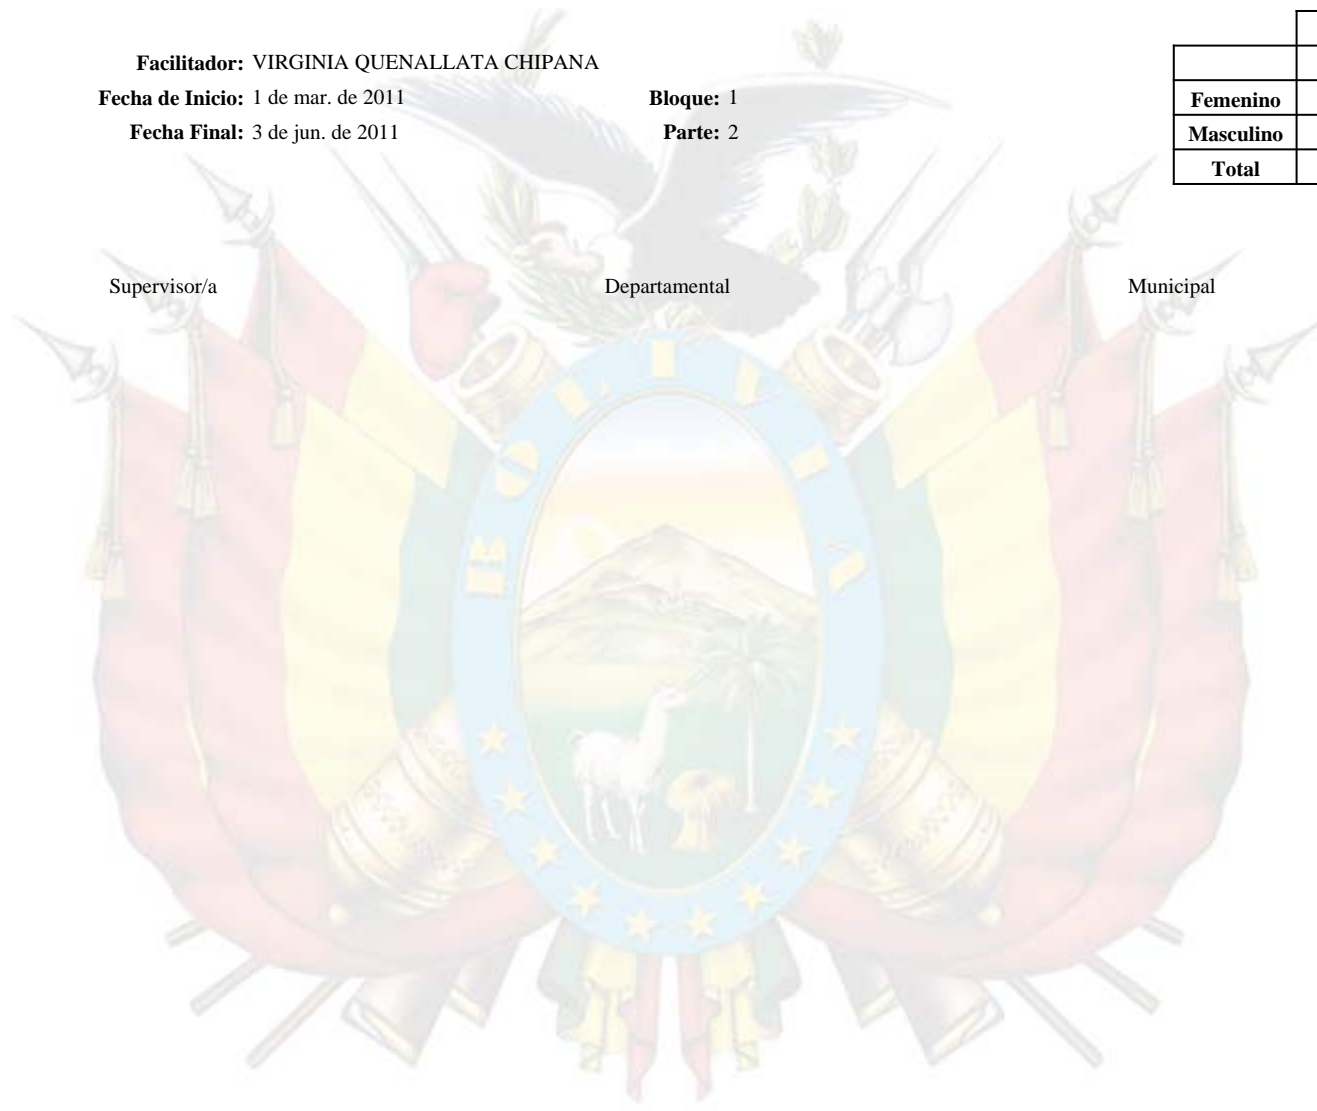 Facilitador: VIRGINIA QUENALLATA CHIPANA
Fecha de Inicio: 1 de mar. de 2011 Bloque: 1
Fecha Final: 3 de jun. de 2011 Parte: 2
Femenino
Masculino
Total
Supervisor/a Departamental Municipal
BOLIVIA